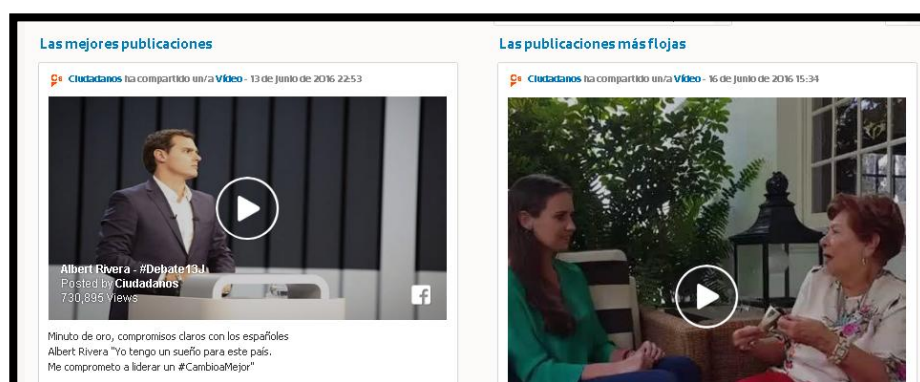 Las mejores publicaciones
Ciudadanos ha compartido un/a Vídeo - 13 de junio de 2016 22:53
Albert Rivera - #Debate13J
Posted by Ciudadanos
730,895 Views
Minuto de oro, compromisos claros con los españoles
Albert Rivera "Yo tengo un sueño para este país.
Me comprometo a liderar un #CambioaMejor"
Las publicaciones más flojas
Ciudadanos ha compartido un/a Vídeo - 16 de junio de 2016 15:34